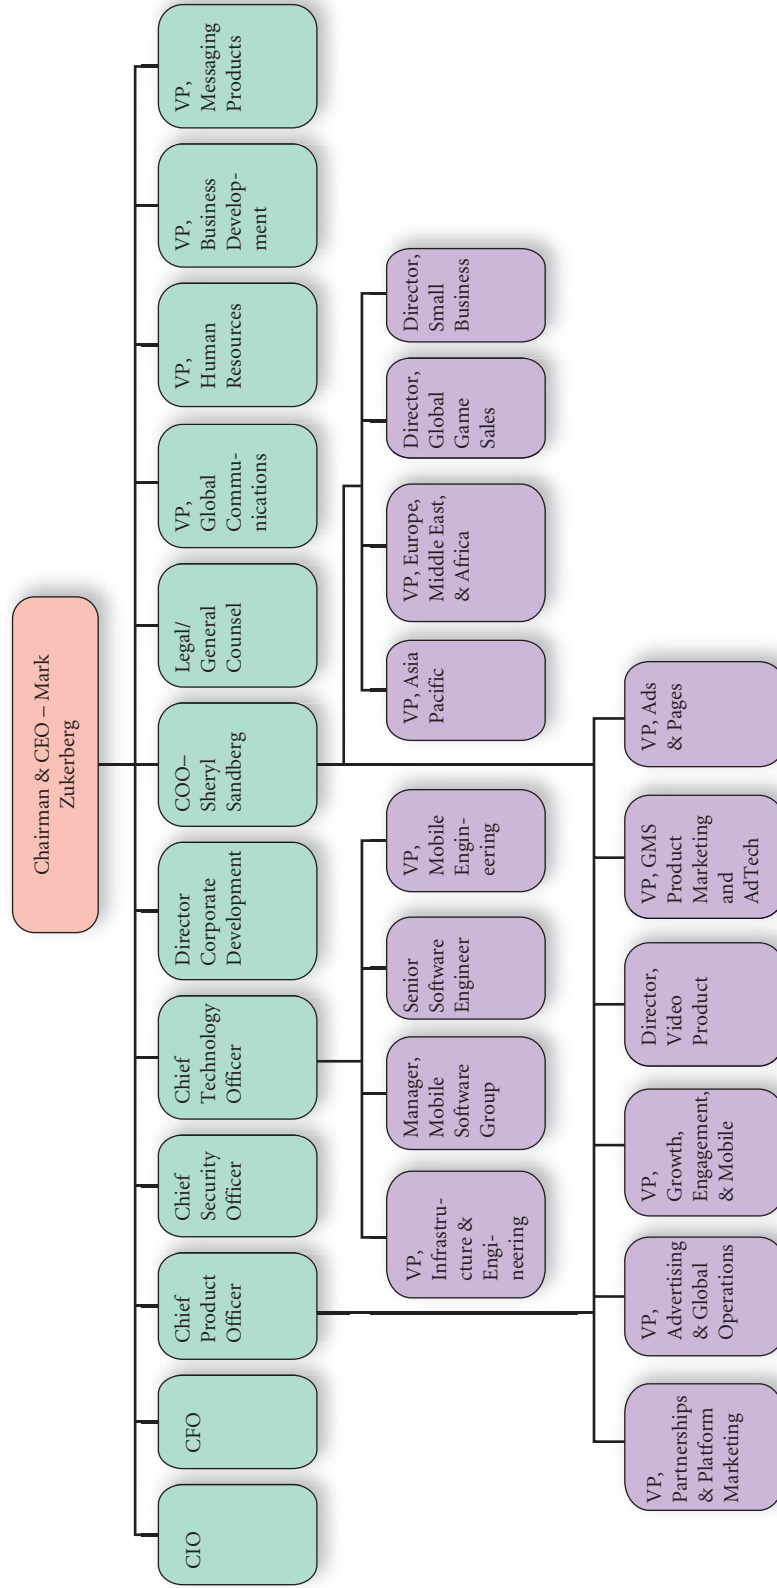 Chairman & CEO – Mark
Zukerberg
CIO
CFO
Chief
Product
Officer
Chief
Security
Officer
Chief
Technology
Officer
Director
Corporate
Development
COO–
Sheryl
Sandberg
Legal/
General
Counsel
VP,
Global
Commu-
nications
VP,
Human
Resources
VP,
Business
Develop-
ment
VP,
Messaging
Products
VP,
Infrastru-
cture &
Engi-
neering
Manager,
Mobile
Software
Group
Senior
Software
Engineer
VP,
Mobile
Engin-
eering
VP, Asia
Pacific
VP, Europe,
Middle East,
& Africa
Director,
Global
Game
Sales
Director,
Small
Business
VP,
Partnerships
& Platform
Marketing
VP,
Advertising
& Global
Operations
VP,
Growth,
Engagement,
& Mobile
Director,
Video
Product
VP, GMS
Product
Marketing
and
AdTech
VP, Ads
& Pages